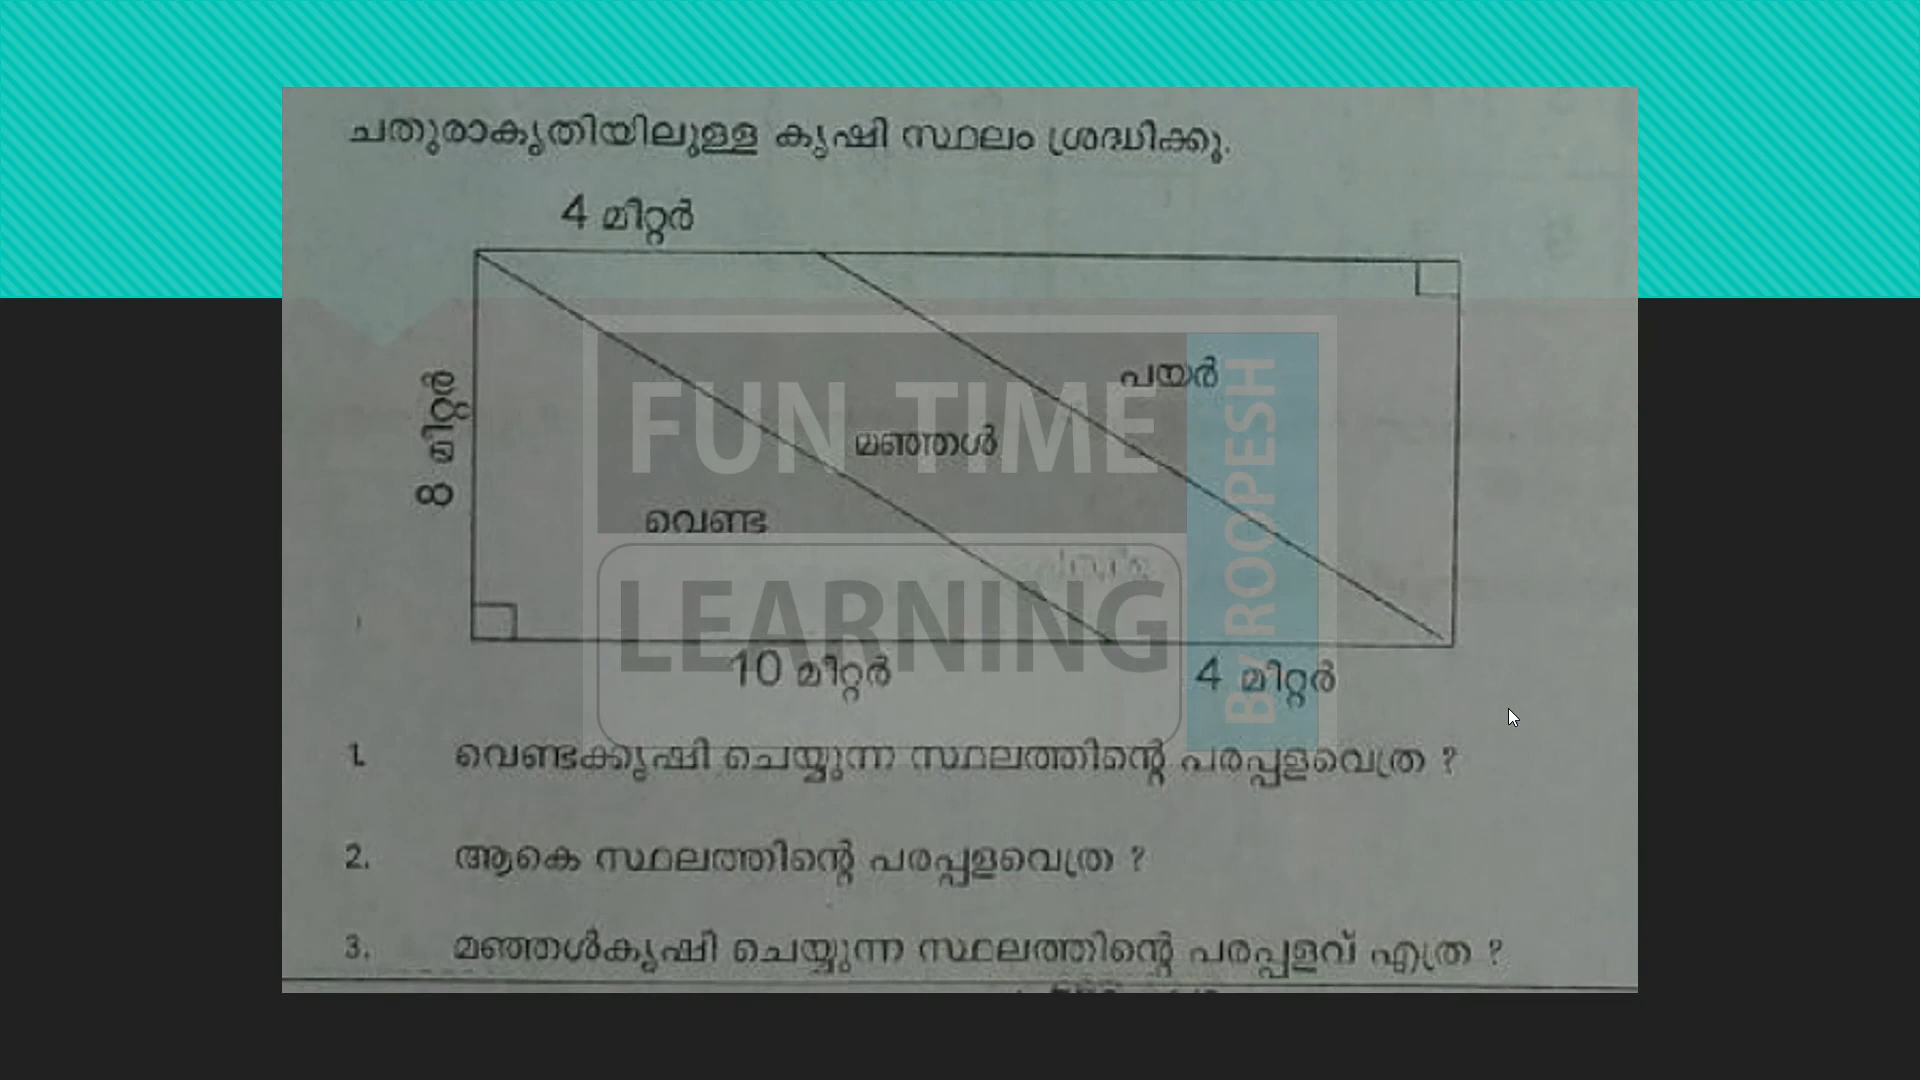 ചതുരാകൃതിയിലുള്ള കൃഷി സ്ഥലം ശ്രദ്ധിക്കൂ.
4 മീറ്റർ
8 മീറ്റർ
പയർ
മഞ്ഞൾ
വെണ്ട
10 മീറ്റർ
4 മീറ്റർ
FUN TIME
LEARNING
By ROOPESH
1. വെണ്ടക്കൃഷി ചെയ്യുന്ന സ്ഥലത്തിന്റെ പരപ്പളവെത്ര ?
2. ആകെ സ്ഥലത്തിന്റെ പരപ്പളവെത്ര ?
3. മഞ്ഞൾകൃഷി ചെയ്യുന്ന സ്ഥലത്തിന്റെ പരപ്പളവ് എത്ര ?